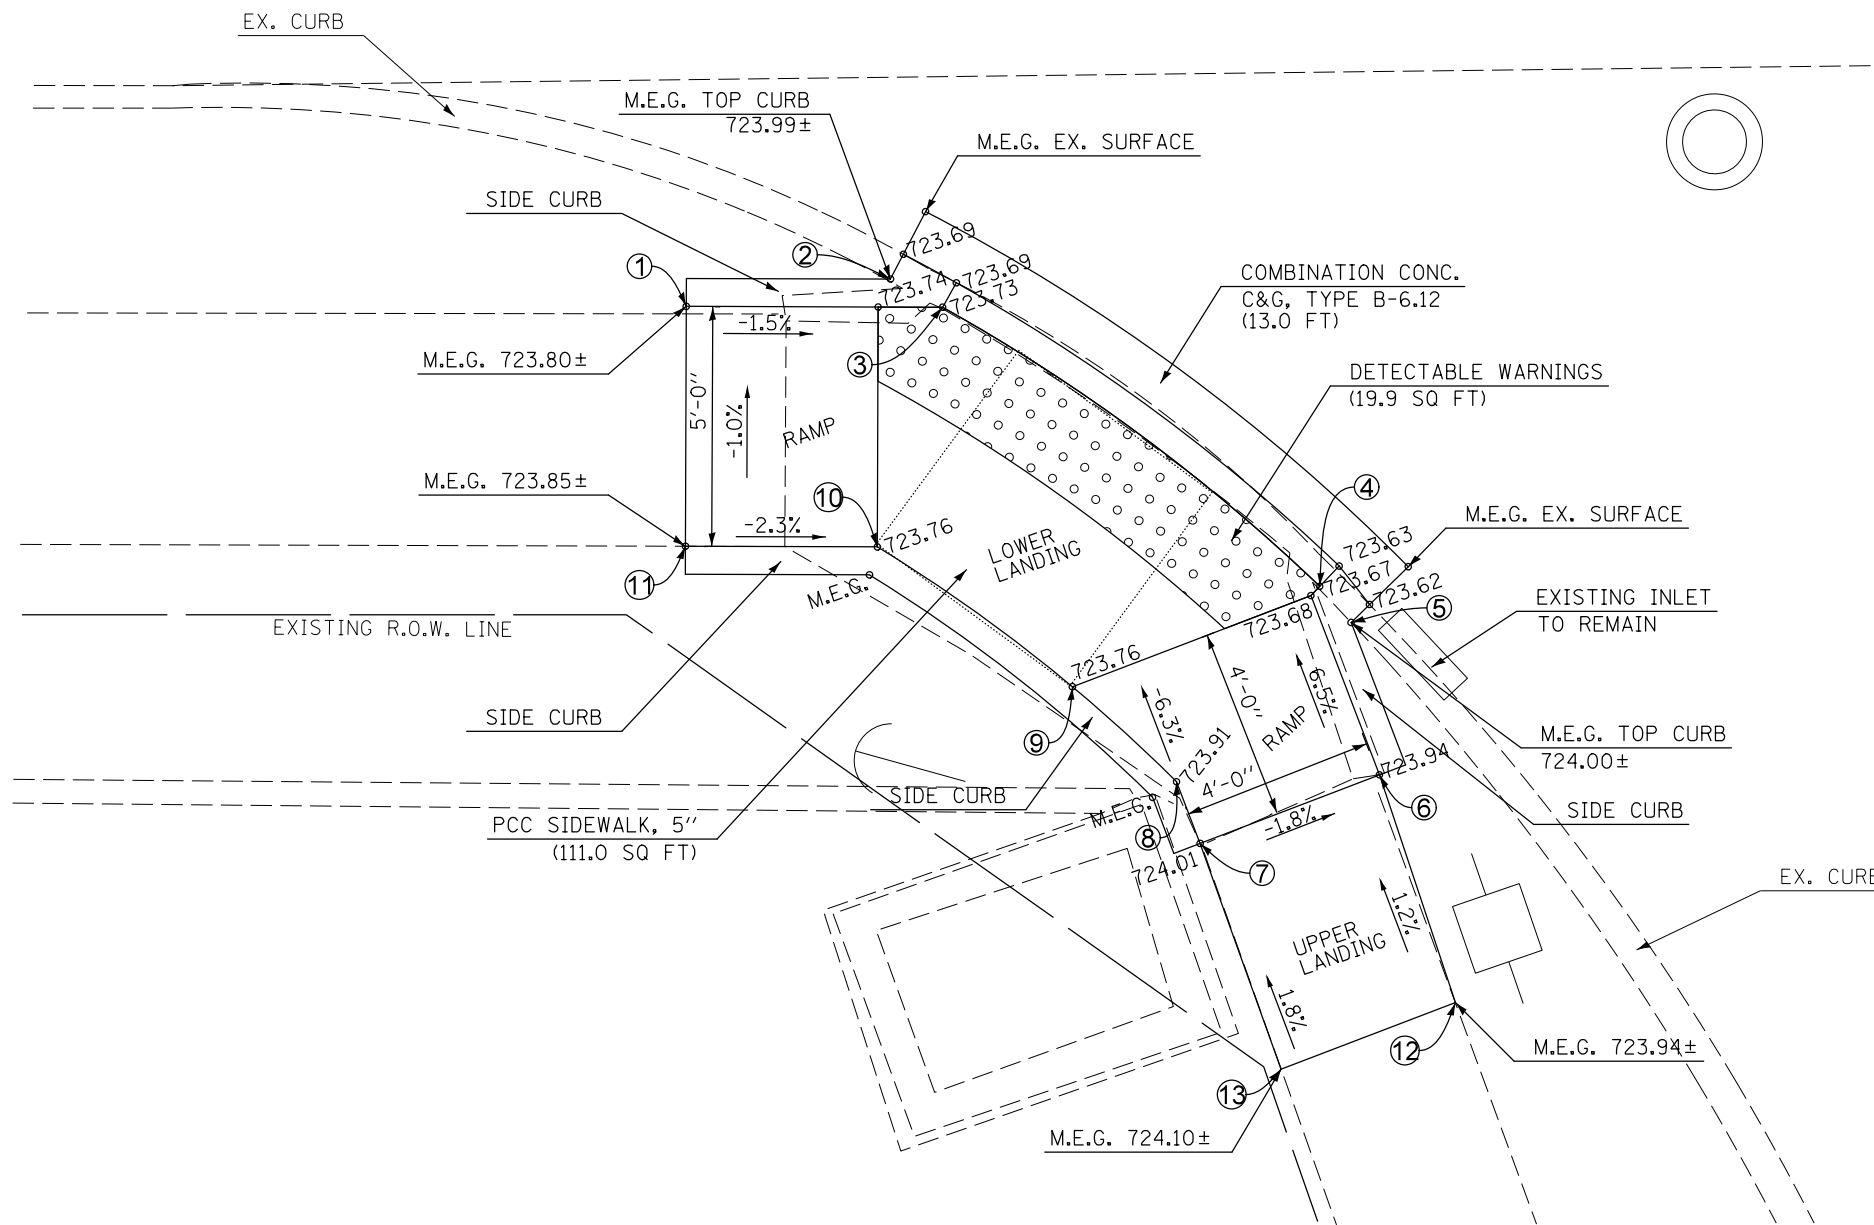 EX. CURB
M.E.G. TOP CURB
723.99±
M.E.G. EX. SURFACE
SIDE CURB
723.69
2
1
723.74
723.69
723.73
COMBINATION CONC.
C&G, TYPE B-6.12
(13.0 FT)
-1.5%
M.E.G. 723.80±
3
DETECTABLE WARNINGS
(19.9 SQ FT)
5'-0"
-1.0%
RAMP
M.E.G. 723.85±
10
4
-2.3%
723.76
LOWER
LANDING
M.E.G. EX. SURFACE
723.63
11
M.E.G.
723.67
723.62
723.68
5
EXISTING INLET
TO REMAIN
EXISTING R.O.W. LINE
723.76
4'-0"
6.5%
SIDE CURB
-6.3%
RAMP
9
M.E.G. TOP CURB
724.00±
723.91
4'-0"
723.94
SIDE CURB
M.E.G.
6
SIDE CURB
PCC SIDEWALK, 5"
(111.0 SQ FT)
8
-1.8%
724.01
7
EX. CURB
1.2%
UPPER
LANDING
1.8%
12
M.E.G. 723.94±
13
M.E.G. 724.10±